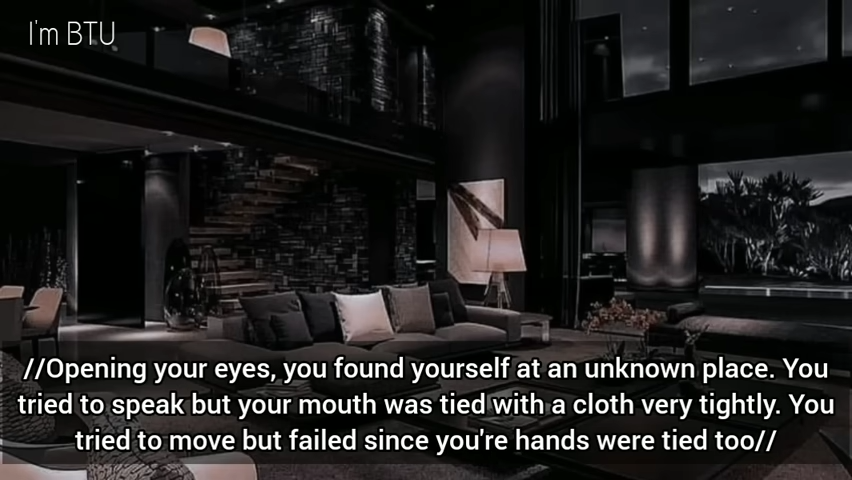 I'm BTU
//Opening your eyes, you found yourself at an unknown place. You
tried to speak but your mouth was tied with a cloth very tightly. You
tried to move but failed since you're hands were tied too//